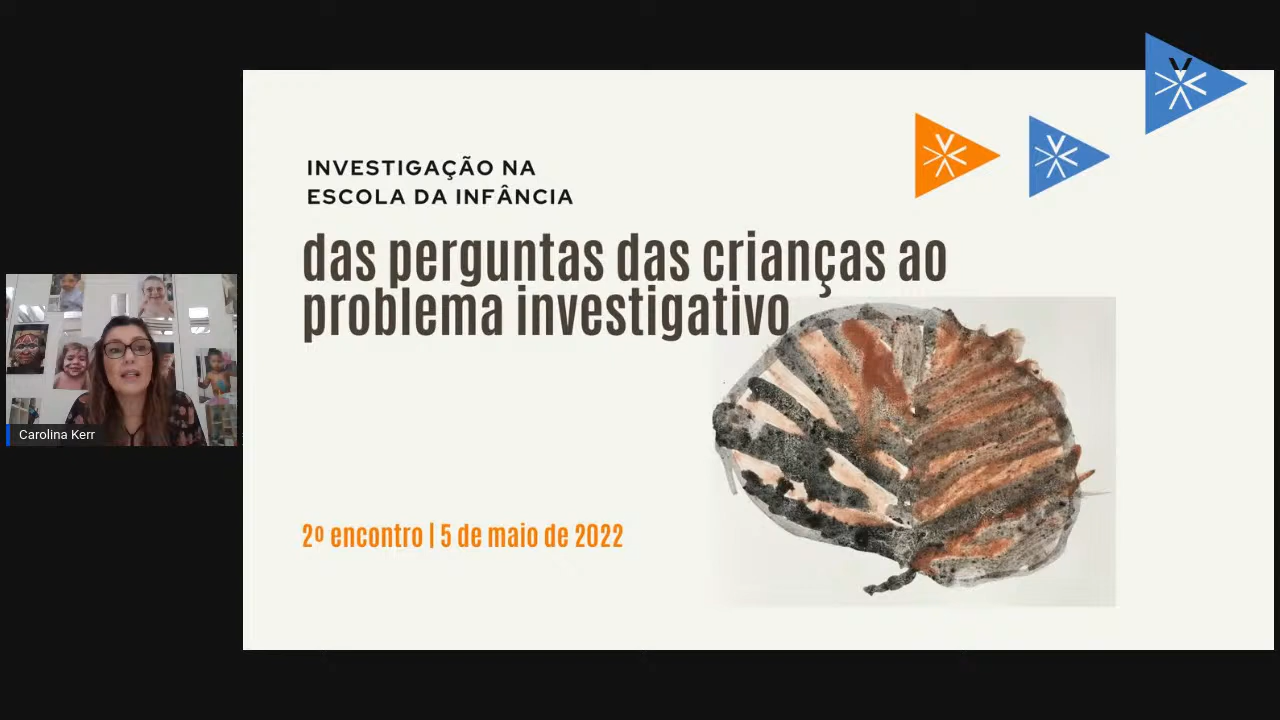 INVESTIGAÇÃO NA
ESCOLA DA INFÂNCIA
das perguntas das crianças ao
problema investigativo
Carolina Kerr
2º encontro | 5 de maio de 2022